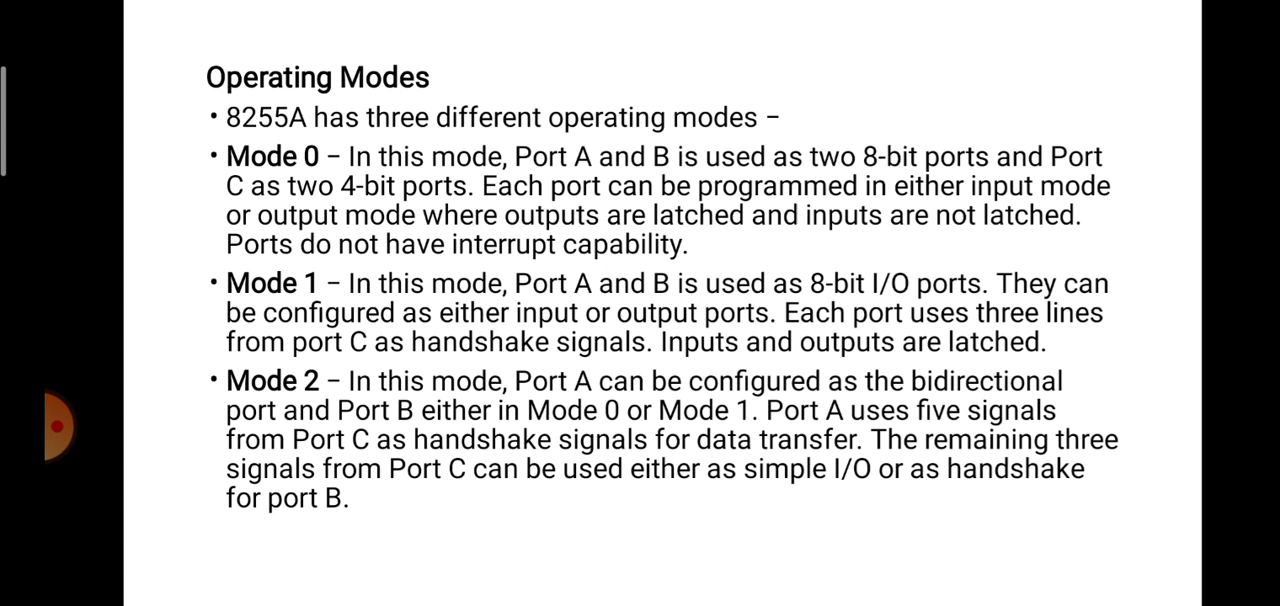 Operating Modes
• 8255A has three different operating modes −
• Mode 0 − In this mode, Port A and B is used as two 8-bit ports and Port
C as two 4-bit ports. Each port can be programmed in either input mode
or output mode where outputs are latched and inputs are not latched.
Ports do not have interrupt capability.
• Mode 1 − In this mode, Port A and B is used as 8-bit I/O ports. They can
be configured as either input or output ports. Each port uses three lines
from port C as handshake signals. Inputs and outputs are latched.
• Mode 2 − In this mode, Port A can be configured as the bidirectional
port and Port B either in Mode 0 or Mode 1. Port A uses five signals
from Port C as handshake signals for data transfer. The remaining three
signals from Port C can be used either as simple I/O or as handshake
for port B.